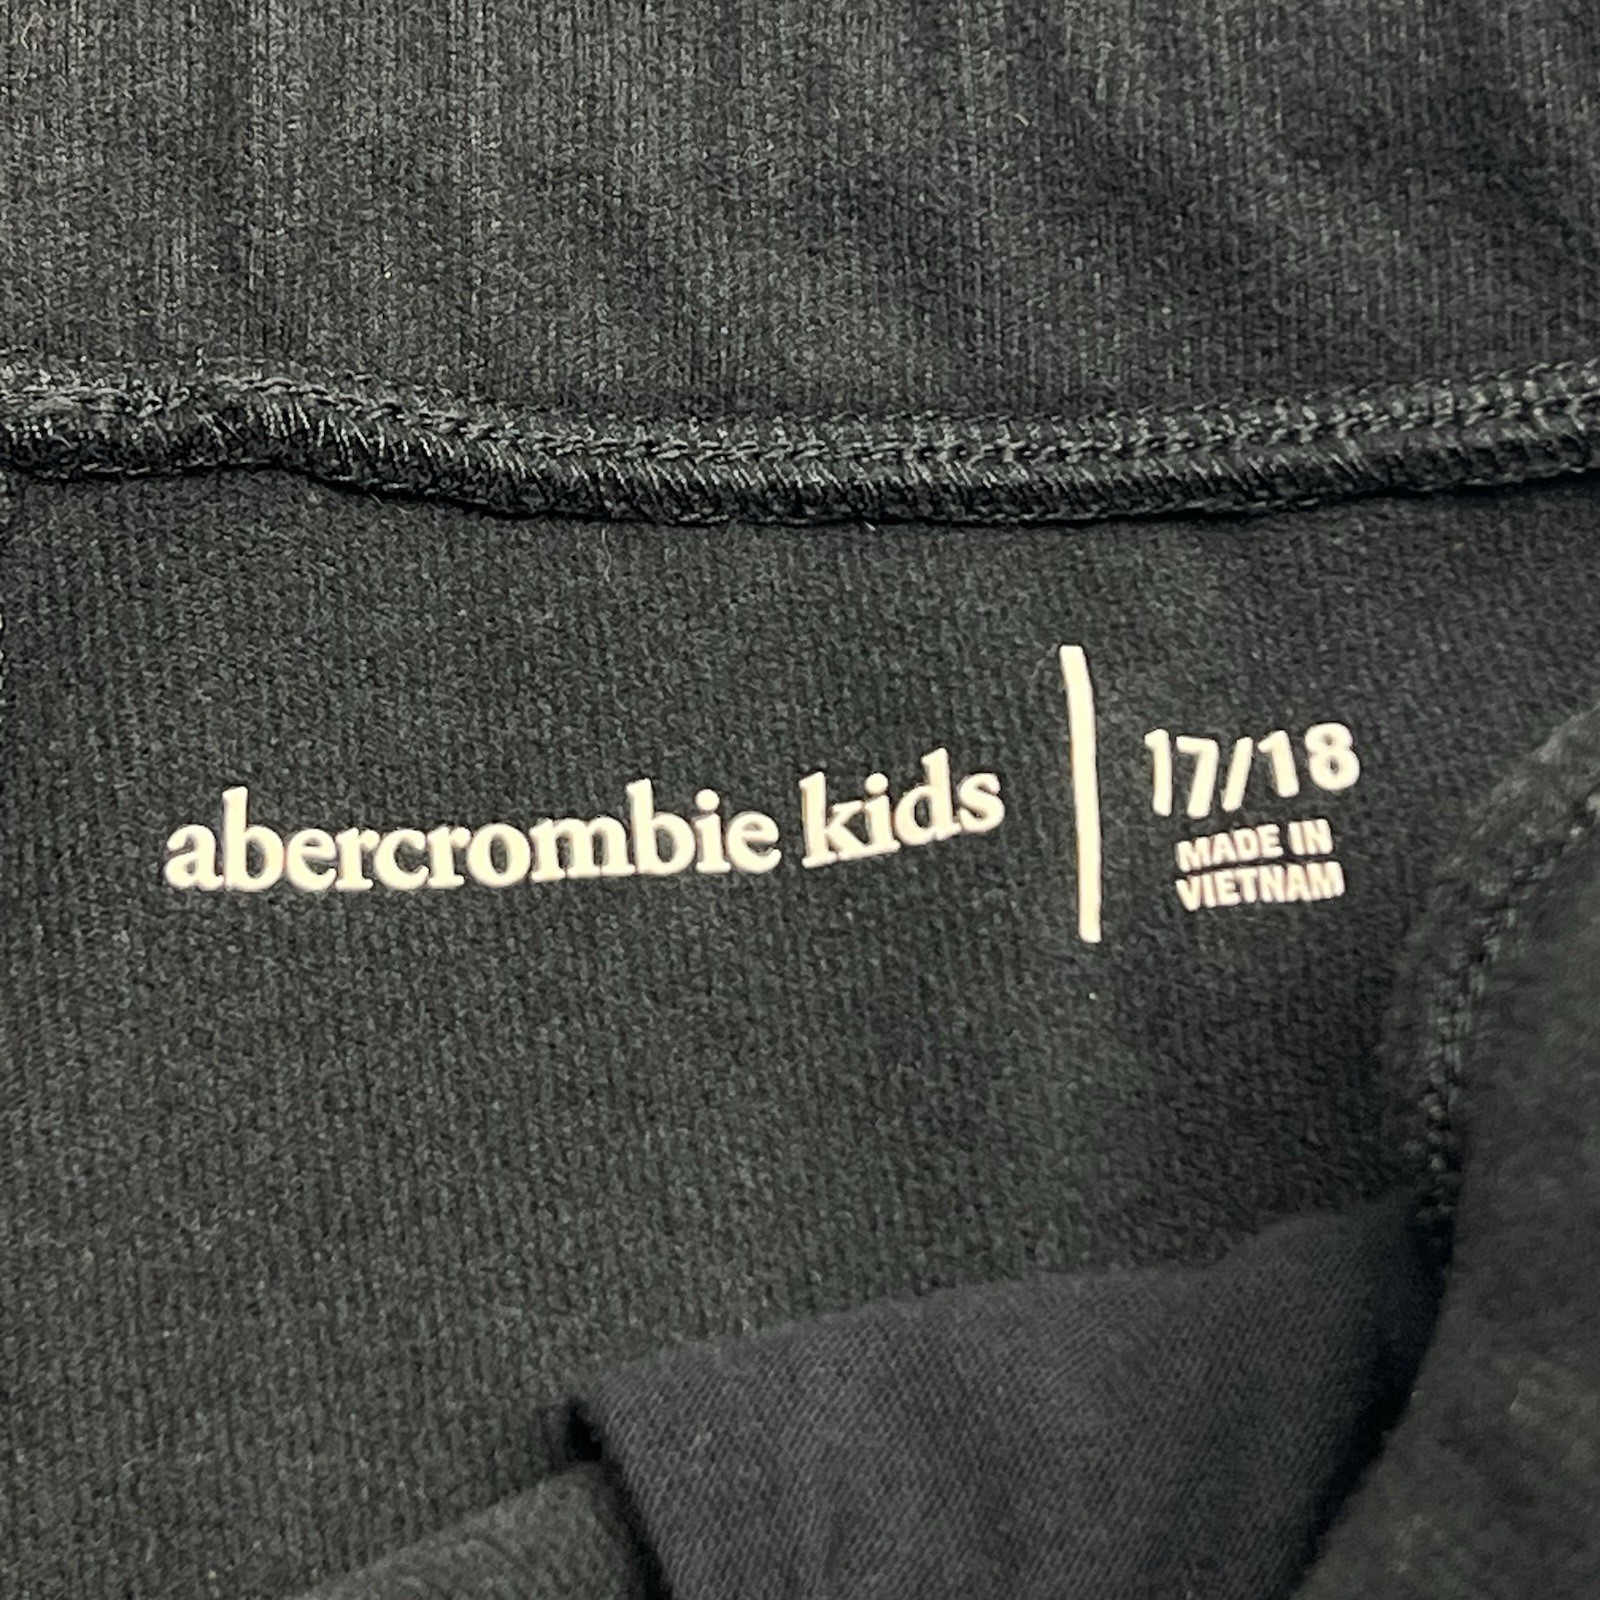 abercrombie kids
17/18
MADE IN
VIETNAM